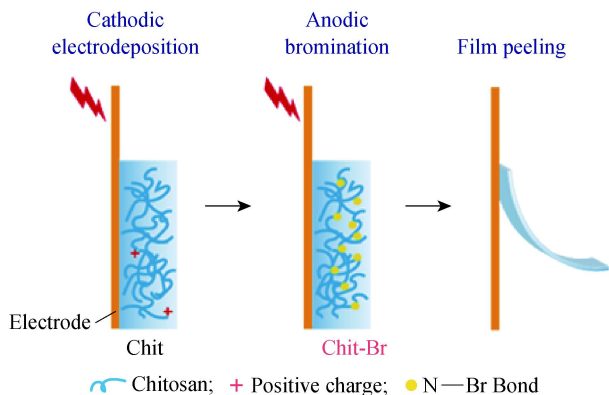 Cathodic
electrodeposition
Anodic
bromination
Film peeling
Electrode
Chit
Chit-Br
Chitosan; + Positive charge; N—Br Bond